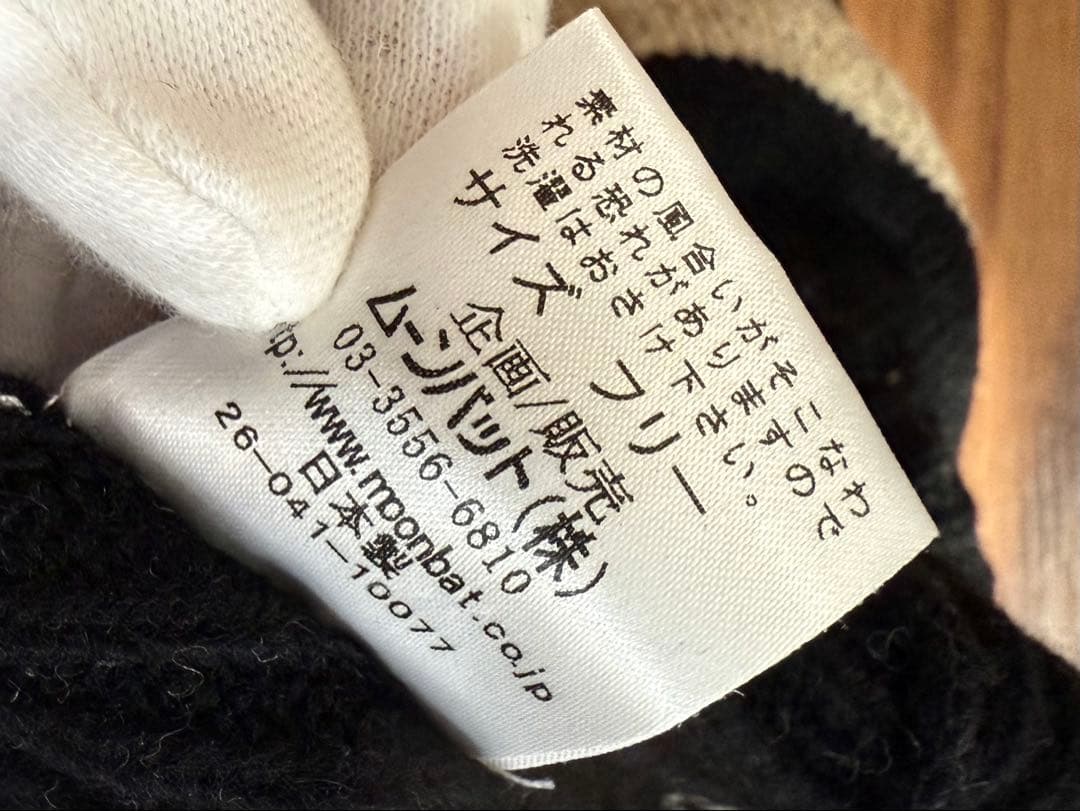 素材の風合いがそこなわ
れる恐れがありますので
洗濯はおさけ下さい。
サイズ フリー
企画/販売
ムーンバット(株)
03-3556-6810
tp://www.moonbat.co.jp
日本製
26-041-10077